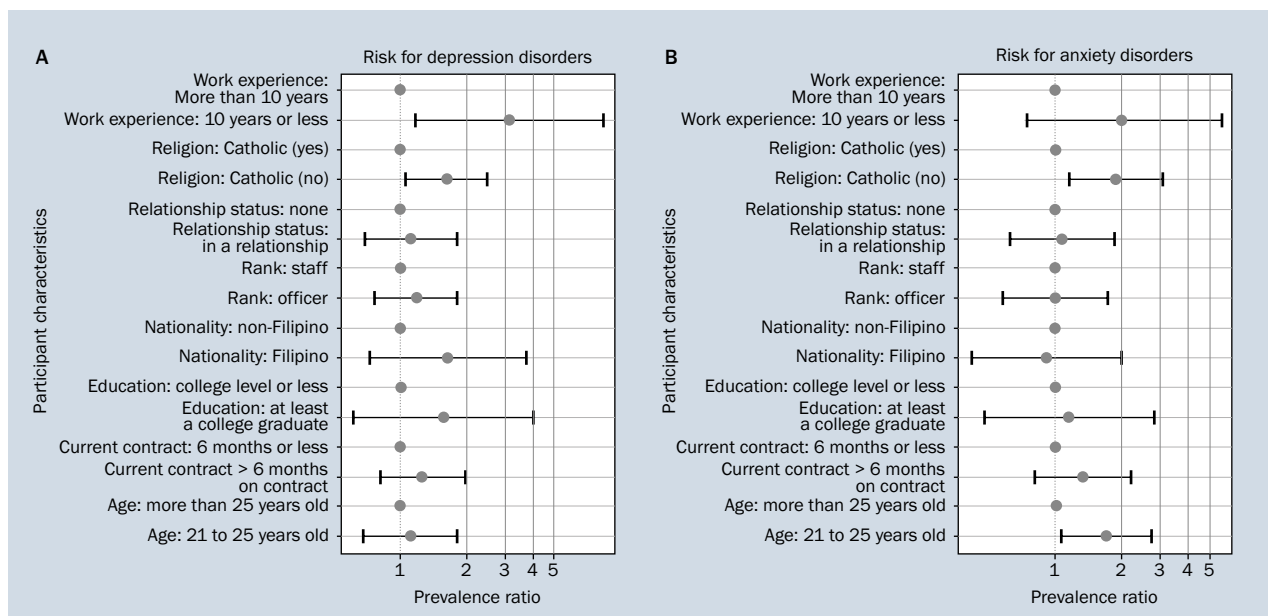 A
Risk for depression disorders
Participant characteristics
Work experience:
More than 10 years
Work experience: 10 years or less
Religion: Catholic (yes)
Religion: Catholic (no)
Relationship status: none
Relationship status:
in a relationship
Rank: staff
Rank: officer
Nationality: non-Filipino
Nationality: Filipino
Education: college level or less
Education: at least
a college graduate
Current contract: 6 months or less
Current contract > 6 months
on contract
Age: more than 25 years old
Age: 21 to 25 years old
1 2 3 4 5
Prevalence ratio
B
Risk for anxiety disorders
Participant characteristics
Work experience:
More than 10 years
Work experience: 10 years or less
Religion: Catholic (yes)
Religion: Catholic (no)
Relationship status: none
Relationship status:
in a relationship
Rank: staff
Rank: officer
Nationality: non-Filipino
Nationality: Filipino
Education: college level or less
Education: at least
a college graduate
Current contract: 6 months or less
Current contract > 6 months
on contract
Age: more than 25 years old
Age: 21 to 25 years old
1 2 3 4 5
Prevalence ratio